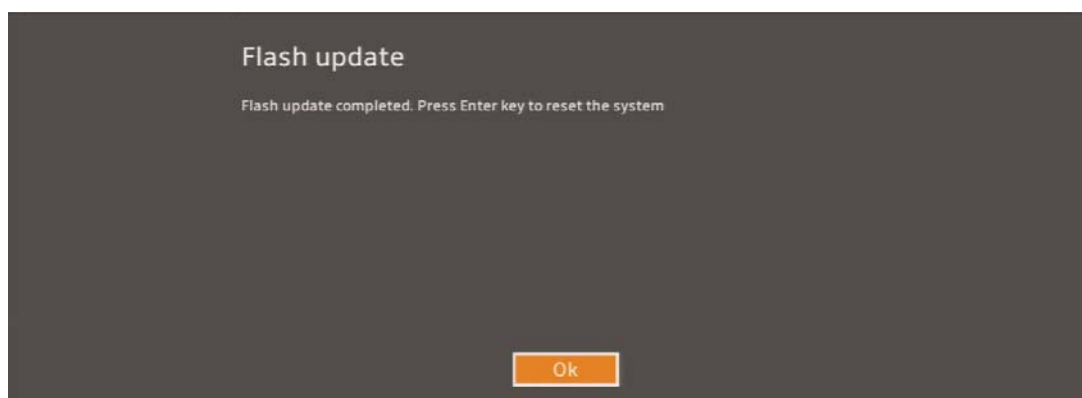 Flash update
Flash update completed. Press Enter key to reset the system
Ok